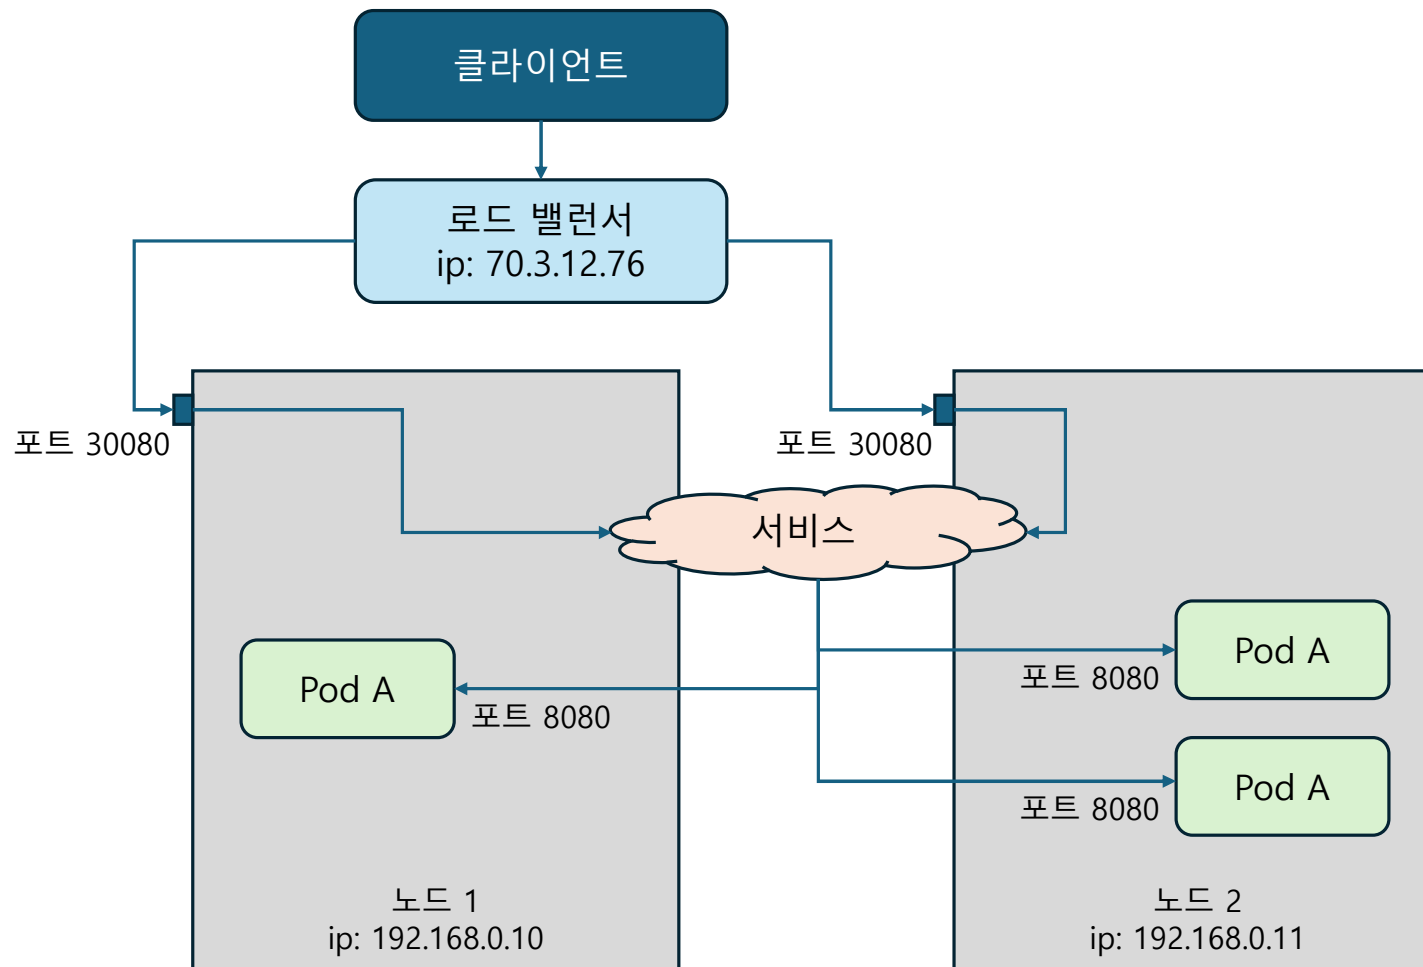 클라이언트
로드 밸런서
ip: 70.3.12.76
포트 30080
포트 30080
서비스
Pod A
포트 8080
Pod A
포트 8080
Pod A
포트 8080
노드 1
ip: 192.168.0.10
노드 2
ip: 192.168.0.11